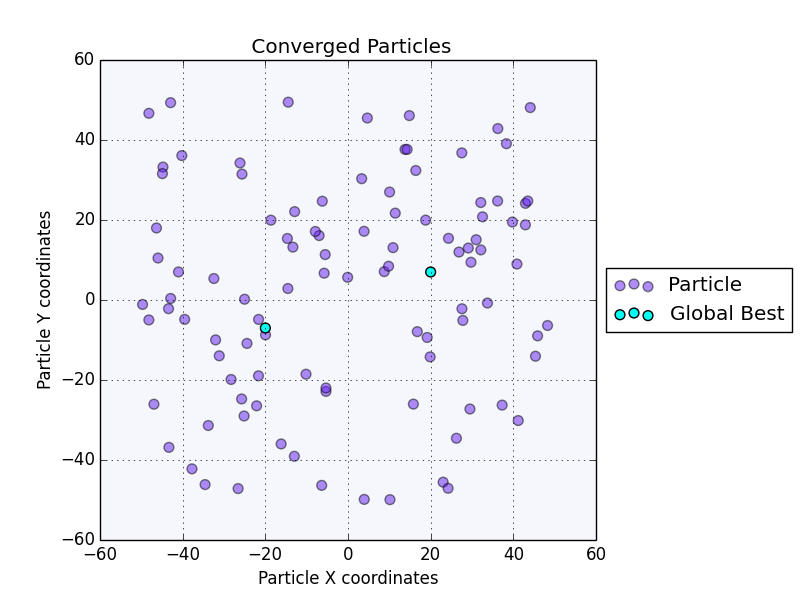 Converged Particles
60
40
20
0
−20
−40
−60
−60 −40 −20 0 20 40 60
Particle Y coordinates
Particle X coordinates
Particle
Global Best